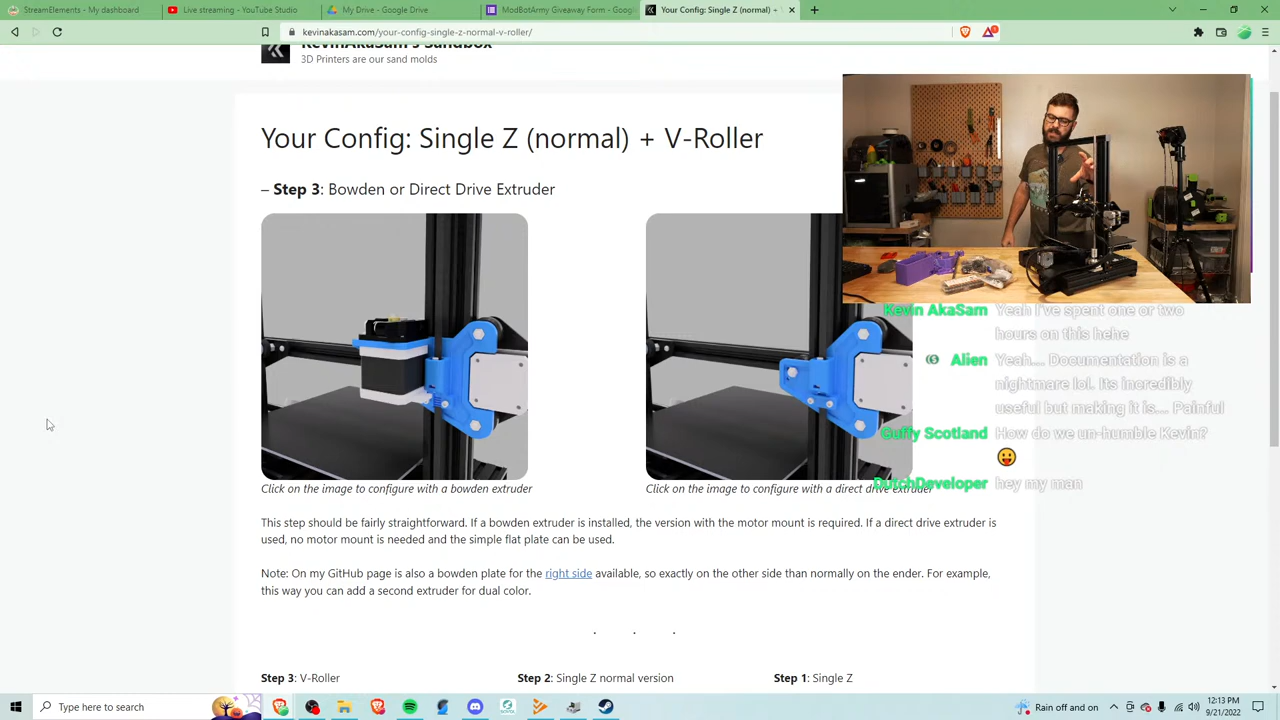 StreamElements - My dashboard
Live streaming - YouTube Studio
My Drive - Google Drive
ModBotArmy Giveaway Form - Goog
Your Config: Single Z (normal) +
kevinakasam.com/your-config-single-z-normal-v-roller/
KevinAkaSam's Sandbox
3D Printers are our sand molds
Your Config: Single Z (normal) + V-Roller
– Step 3: Bowden or Direct Drive Extruder
Kevin AkaSam Yeah I've spent one or two
hours on this hehe
Alien Yeah.... Documentation is a
nightmare lol. Its incredibly
useful but making it is.... Painful
Guffy Scotland How do we un-humble Kevin?
DutchDeveloper hey my man
Click on the image to configure with a bowden extruder
Click on the image to configure with a direct drive extruder
This step should be fairly straightforward. If a bowden extruder is installed, the version with the motor mount is required. If a direct drive extruder is
used, no motor mount is needed and the simple flat plate can be used.
Note: On my GitHub page is also a bowden plate for the right side available, so exactly on the other side than normally on the ender. For example,
this way you can add a second extruder for dual color.
. . .
Step 3: V-Roller
Step 2: Single Z normal version
Step 1: Single Z
Type here to search
Rain off and on
12:13 PM
9/21/2022